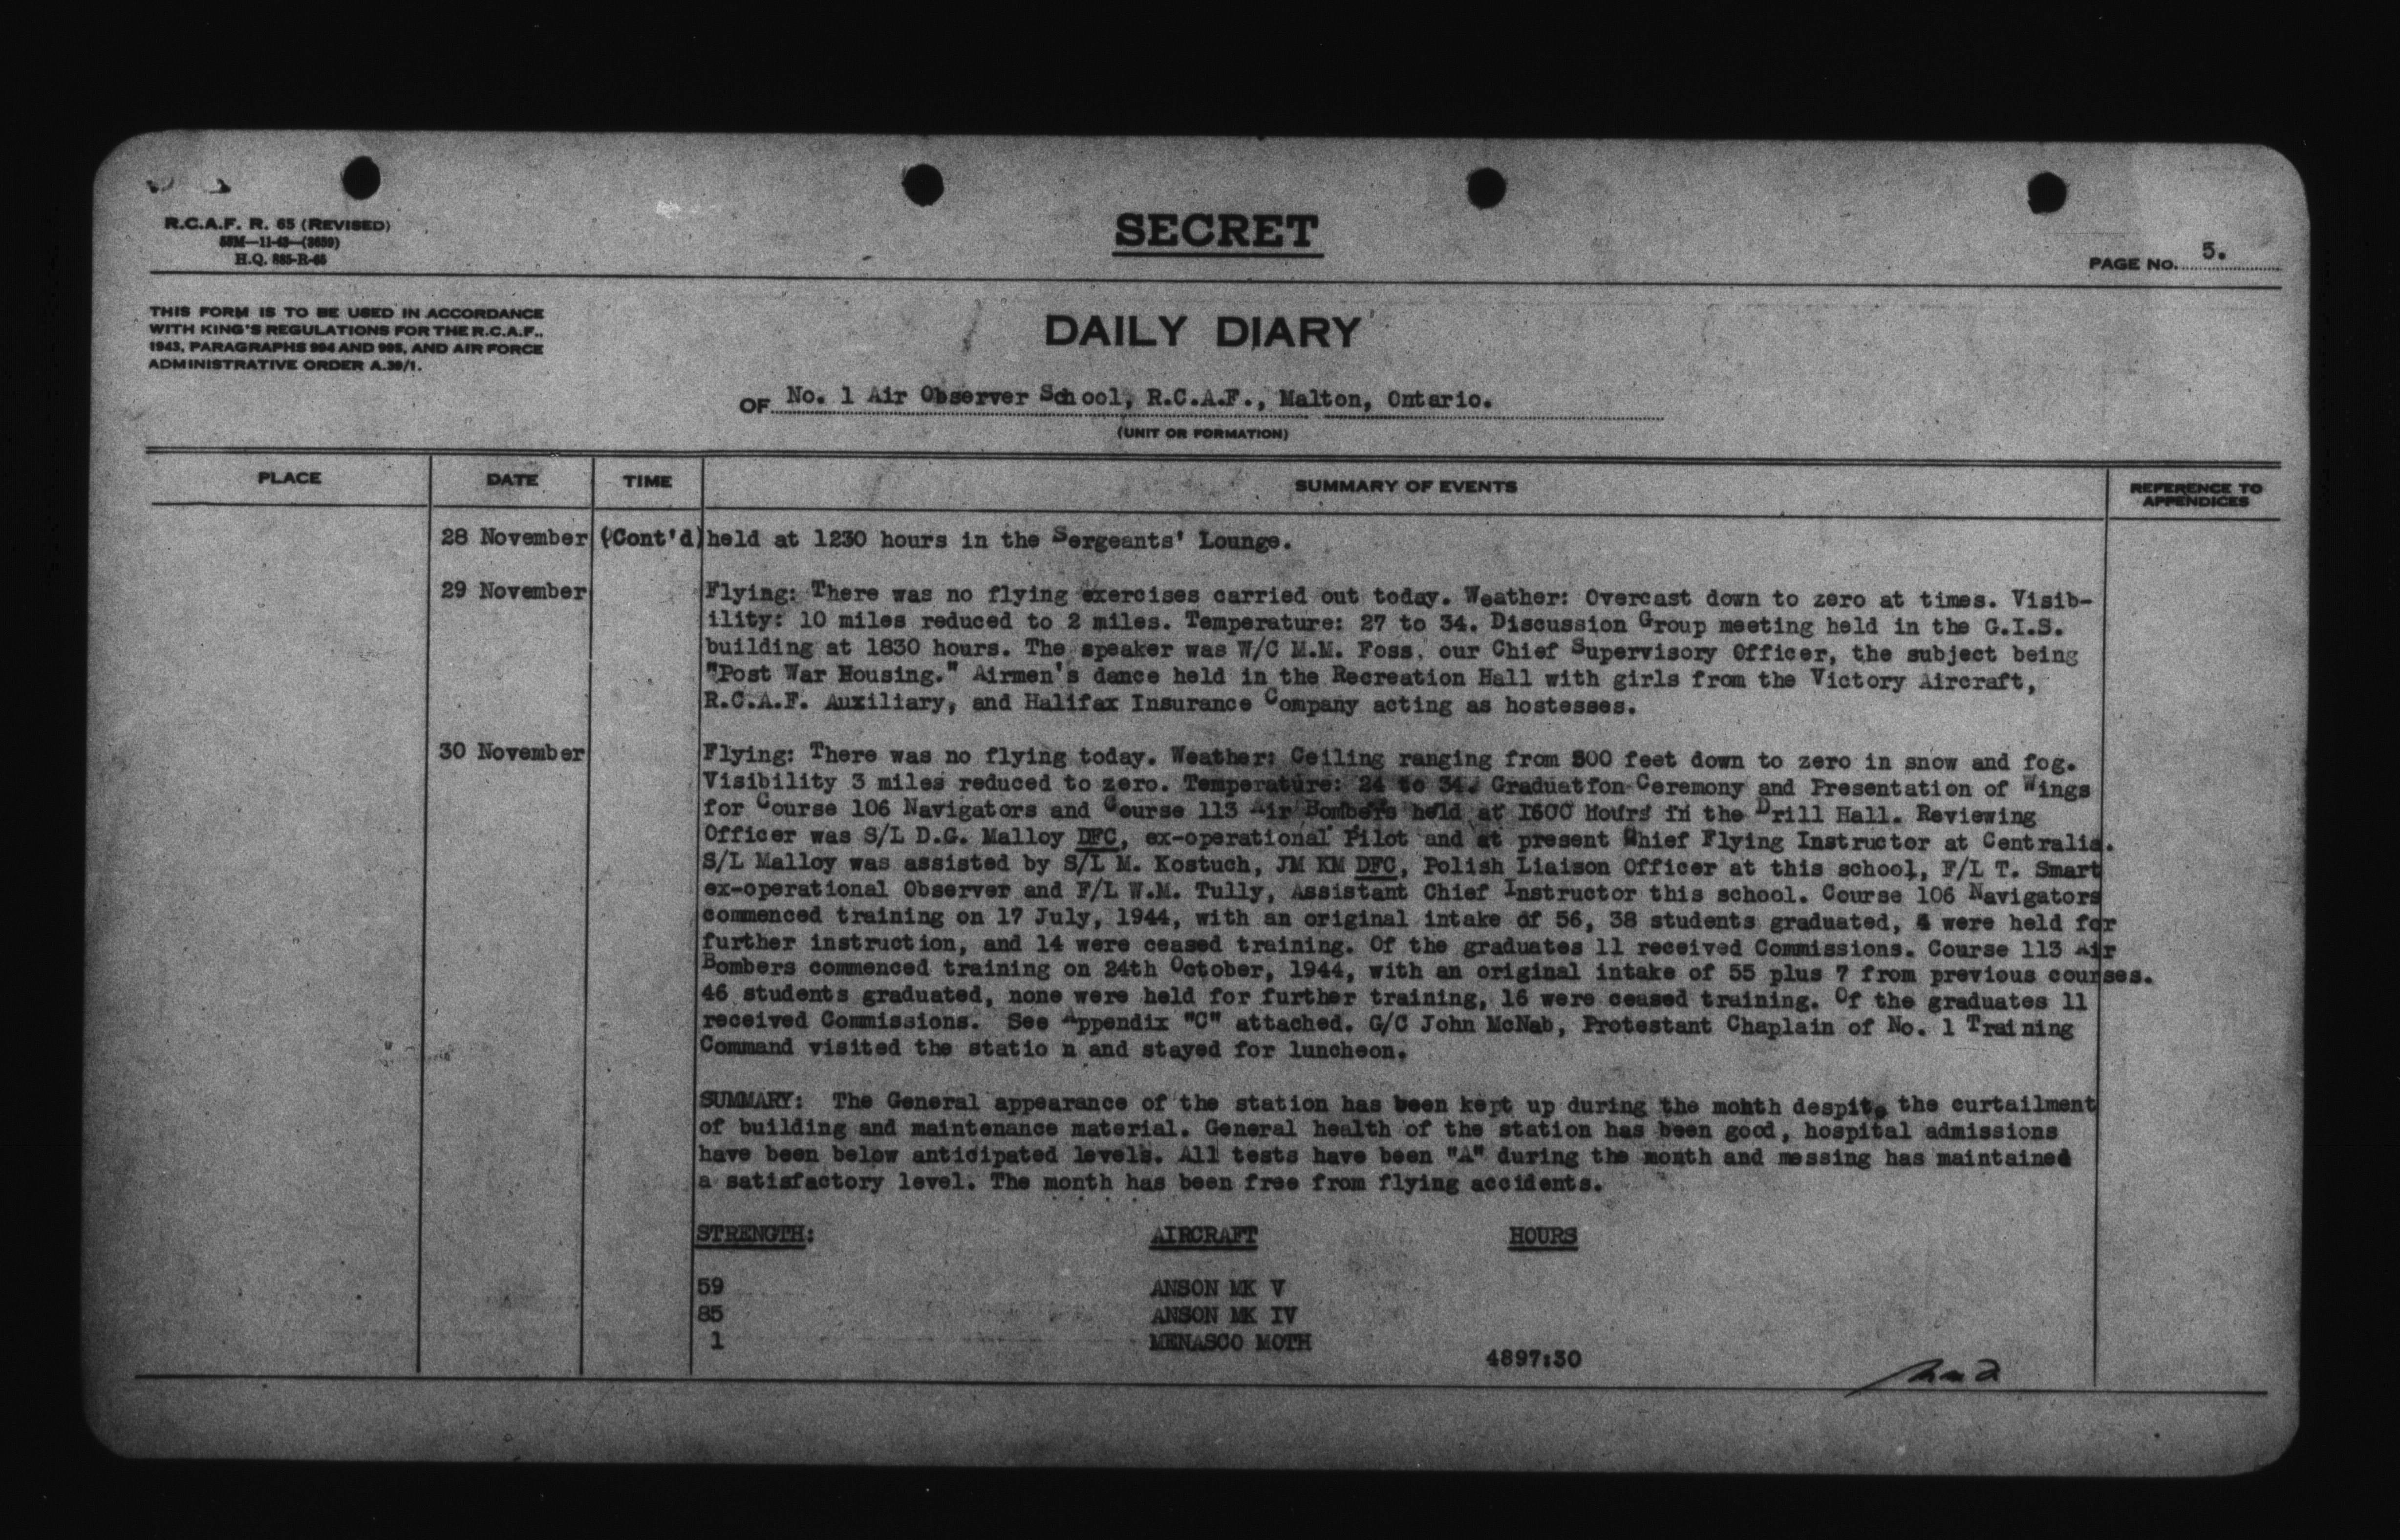 R.C.A.F. R. 65 (REVISED)
H.Q. 885-R-65
SECRET
PAGE NO. 5.
THIS FORM IS TO BE USED IN ACCORDANCE
WITH KING'S REGULATIONS FOR THE R.C.A.F.,
1943, PARAGRAPHS 994 AND 995, AND AIR FORCE
ADMINISTRATIVE ORDER A.39/1.
DAILY DIARY
OF No. 1 Air Observer School, R.C.A.F., Malton, Ontario.
(UNIT OR FORMATION)
PLACE DATE TIME SUMMARY OF EVENTS REFERENCE TO APPENDICES
28 November (Cont'd) held at 1230 hours in the Sergeants' Lounge.
29 November Flying: There was no flying exercises carried out today. Weather: Overcast down to zero at times. Visib-
ility: 10 miles reduced to 2 miles. Temperature: 27 to 34. Discussion Group meeting held in the G.I.S.
building at 1830 hours. The speaker was W/C M.M. Foss, our Chief Supervisory Officer, the subject being
"Post War Housing." Airmen's dance held in the Recreation Hall with girls from the Victory Aircraft,
R.C.A.F. Auxiliary, and Halifax Insurance Company acting as hostesses.
30 November Flying: There was no flying today. Weather: Ceiling ranging from 500 feet down to zero in snow and fog.
Visibility 3 miles reduced to zero. Temperature: 24 to 34. Graduation Ceremony and Presentation of Wings
for Course 106 Navigators and Course 113 Air Bombers held at 1600 Hours in the Drill Hall. Reviewing
Officer was S/L D.G. Malloy DFC, ex-operational Pilot and at present Chief Flying Instructor at Centralia.
S/L Malloy was assisted by S/L M. Kostuch, JM KM DFC, Polish Liaison Officer at this school, F/L T. Smart
ex-operational Observer and F/L W.M. Tully, Assistant Chief Instructor this school. Course 106 Navigators
commenced training on 17 July, 1944, with an original intake of 56, 38 students graduated, 4 were held for
further instruction, and 14 were ceased training. Of the graduates 11 received Commissions. Course 113 Air
Bombers commenced training on 24th October, 1944, with an original intake of 55 plus 7 from previous courses.
46 students graduated, none were held for further training, 16 were ceased training. Of the graduates 11
received Commissions. See Appendix "C" attached. G/C John McNab, Protestant Chaplain of No. 1 Training
Command visited the statio n and stayed for luncheon.
SUMMARY: The General appearance of the station has been kept up during the month despite the curtailment
of building and maintenance material. General health of the station has been good, hospital admissions
have been below anticipated levels. All tests have been "A" during the month and messing has maintained
a satisfactory level. The month has been free from flying accidents.
STRENGTH: AIRCRAFT HOURS
59 ANSON MK V
85 ANSON MK IV
1 MENASCO MOTH
4897:30